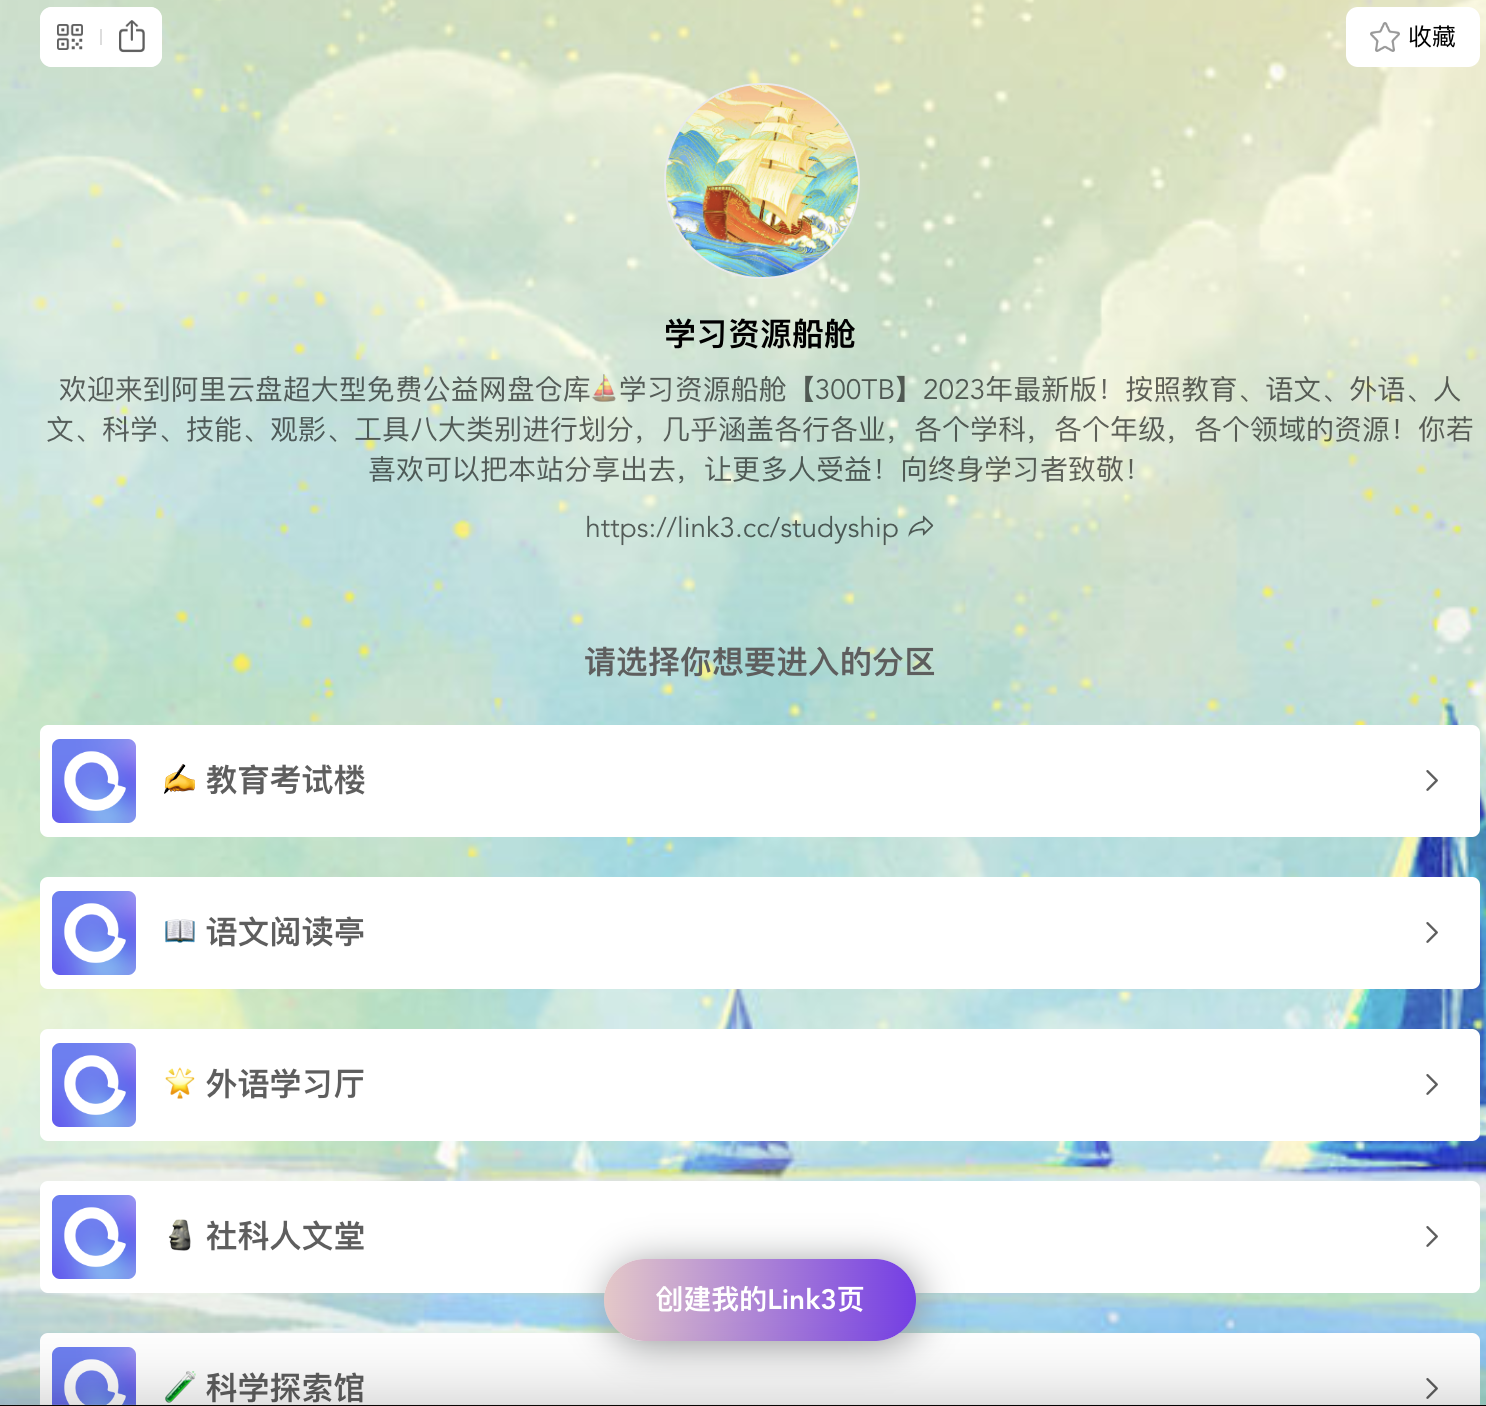 收藏
学习资源船舱
欢迎来到阿里云盘超大型免费公益网盘仓库⛵学习资源船舱【300TB】2023年最新版！按照教育、语文、外语、人
文、科学、技能、观影、工具八大类别进行划分，几乎涵盖各行各业，各个学科，各个年级，各个领域的资源！你若
喜欢可以把本站分享出去，让更多人受益！向终身学习者致敬！
https://link3.cc/studyship
请选择你想要进入的分区
✍️ 教育考试楼
📖 语文阅读亭
🌟 外语学习厅
🗿 社科人文堂
创建我的Link3页
🧪 科学探索馆